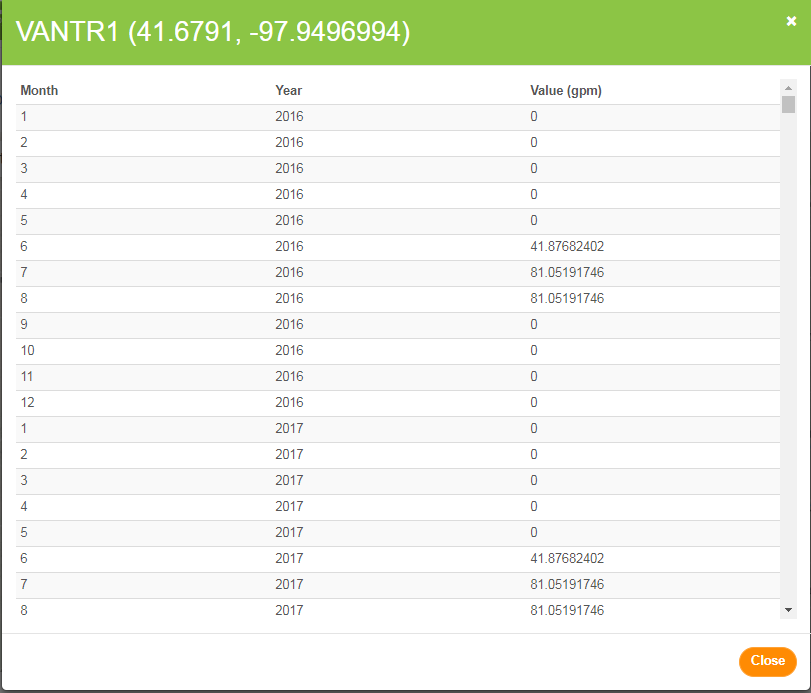 VANTR1 (41.6791, -97.9496994)
×
Month Year Value (gpm)
1 2016 0
2 2016 0
3 2016 0
4 2016 0
5 2016 0
6 2016 41.87682402
7 2016 81.05191746
8 2016 81.05191746
9 2016 0
10 2016 0
11 2016 0
12 2016 0
1 2017 0
2 2017 0
3 2017 0
4 2017 0
5 2017 0
6 2017 41.87682402
7 2017 81.05191746
8 2017 81.05191746
Close